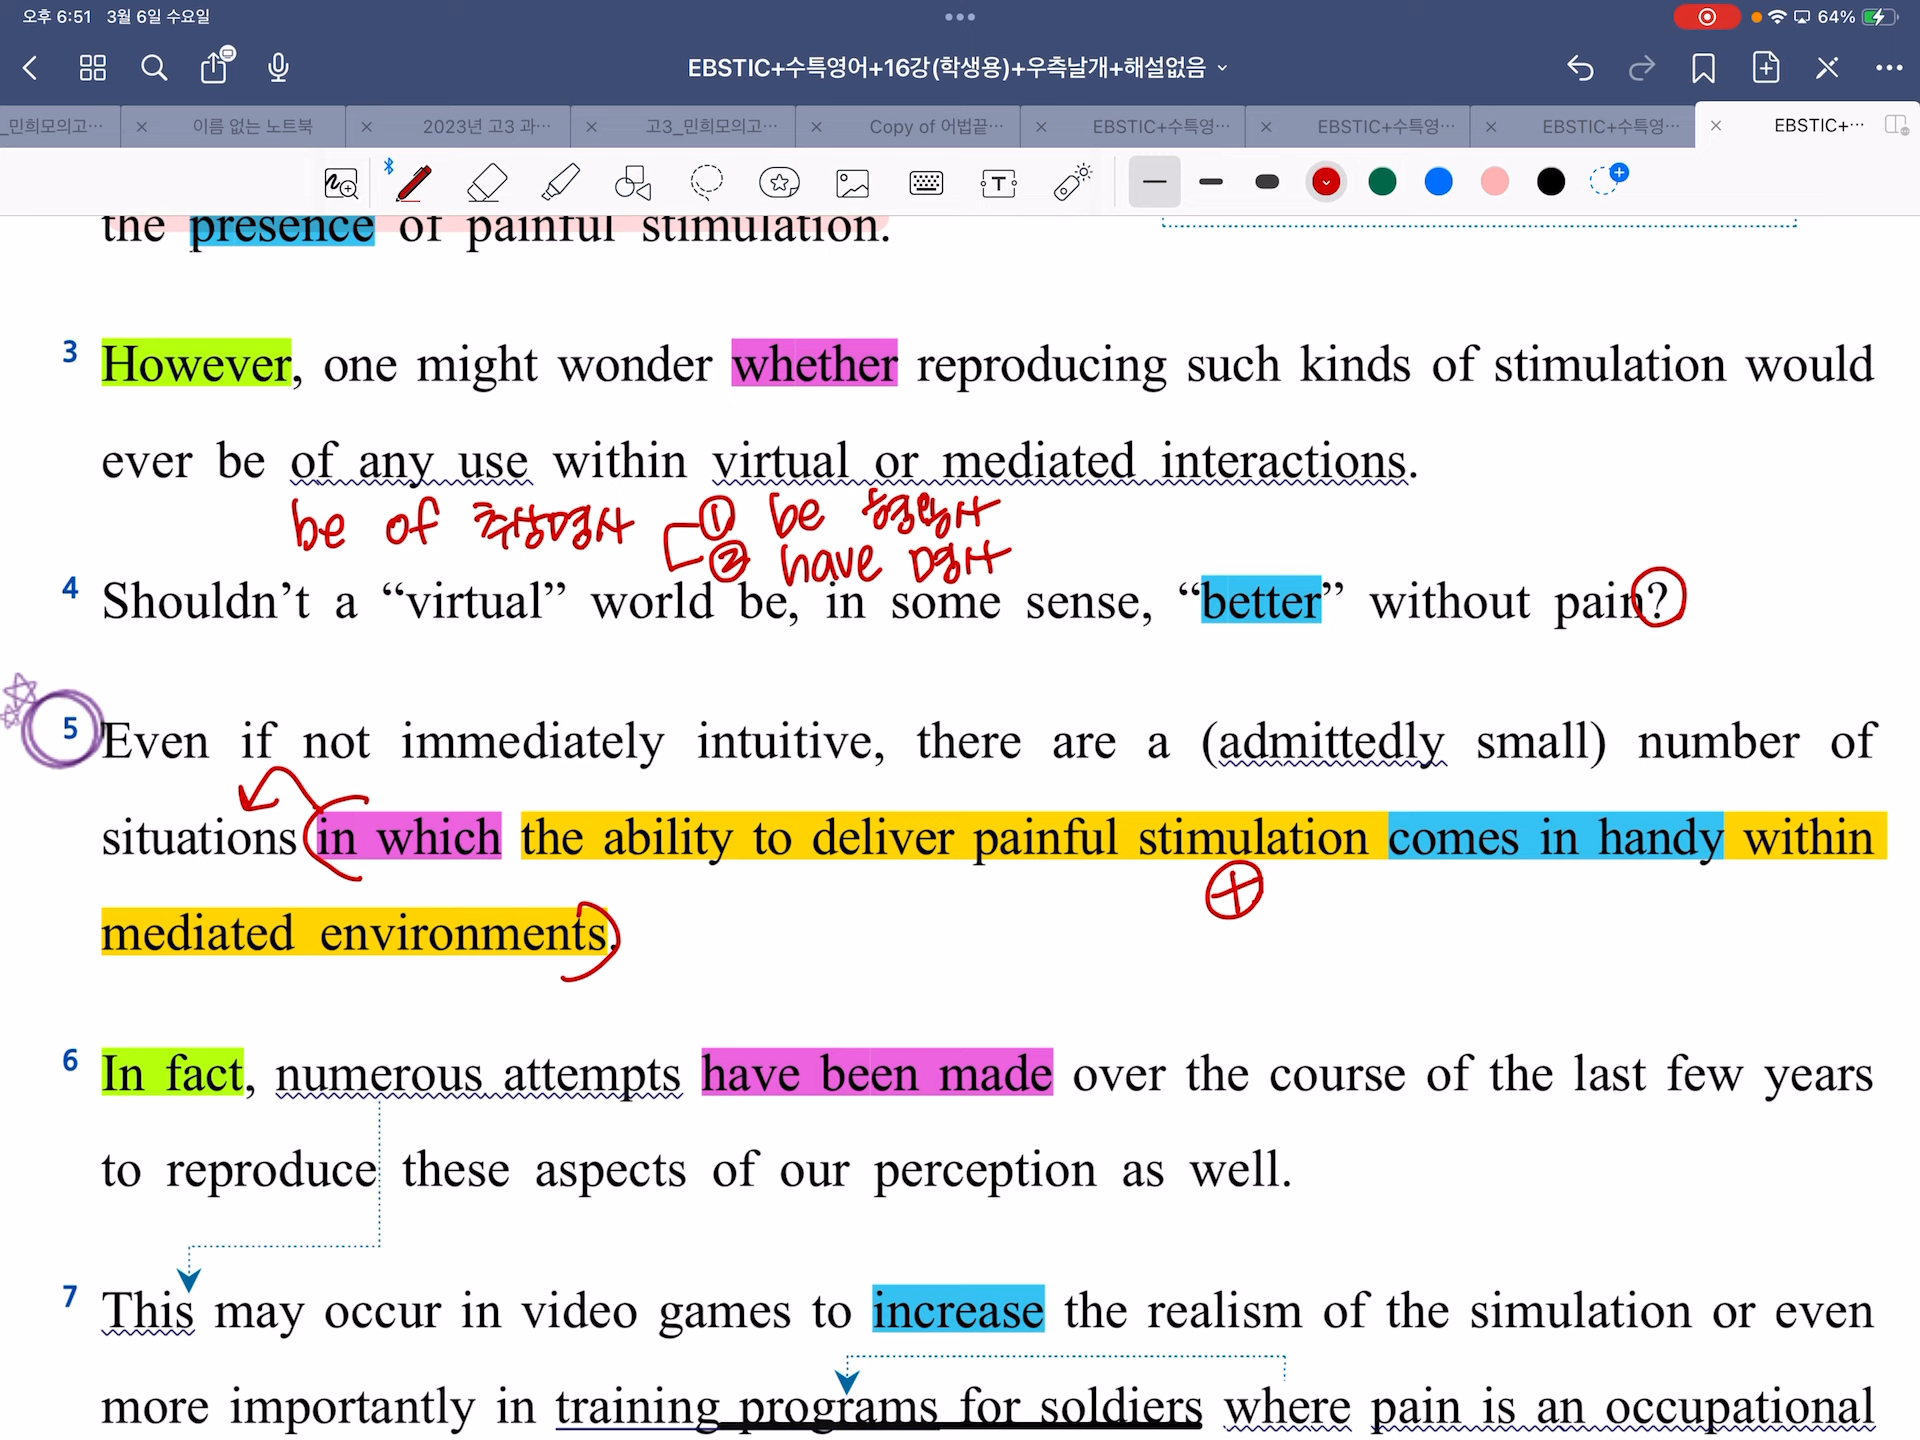 오후 6:51 3월 6일 수요일
64%
EBSTIC+수특영어+16강(학생용)+우측날개+해설없음
_민희모의고… 이름 없는 노트북 2023년 고3 과… 고3_민희모의고… Copy of 어법끝… EBSTIC+수특영… EBSTIC+수특영… EBSTIC+수특영… EBSTIC+…
the presence of painful stimulation.
3 However, one might wonder whether reproducing such kinds of stimulation would
ever be of any use within virtual or mediated interactions.
be of 추상명사 ① be 형용사
② have 명사
4 Shouldn't a “virtual” world be, in some sense, “better” without pain?
5 Even if not immediately intuitive, there are a (admittedly small) number of
situations in which the ability to deliver painful stimulation comes in handy within
mediated environments.
6 In fact, numerous attempts have been made over the course of the last few years
to reproduce these aspects of our perception as well.
7 This may occur in video games to increase the realism of the simulation or even
more importantly in training programs for soldiers where pain is an occupational